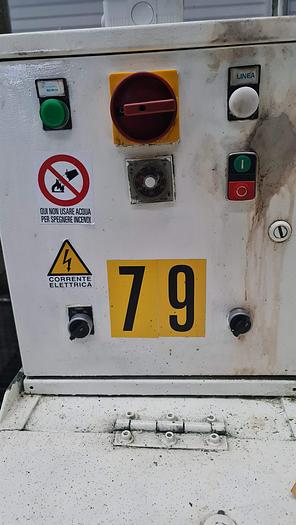 LINEA
I
O
QUI NON USARE ACQUA
PER SPEGNERE INCENDI
CORRENTE
ELETTRICA
79